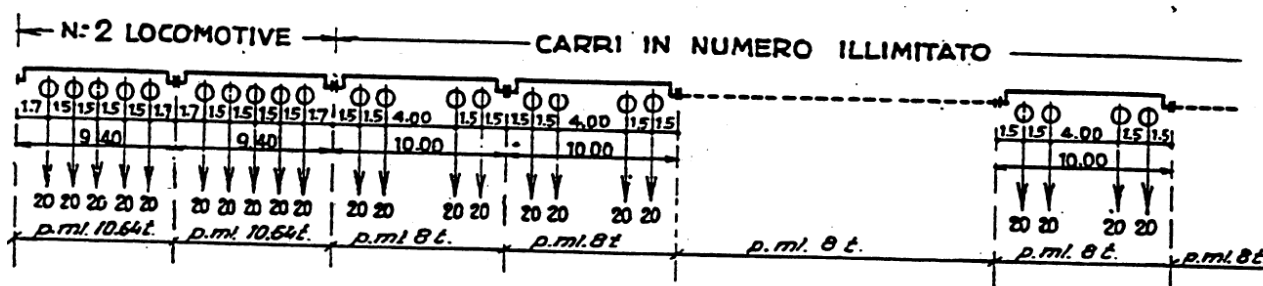 N:2 LOCOMOTIVE CARRI IN NUMERO ILLIMITATO
1.7 1.5 1.5 1.5 1.5 1.7 1.7 1.5 1.5 1.5 1.5 1.7 1.5 1.5 4.00 1.5 1.5 1.5 1.5 4.00 1.5 1.5 1.5 1.5 4.00 1.5 1.5
9.40 9.40 10.00 10.00 10.00
20 20 20 20 20 20 20 20 20 20 20 20 20 20 20 20 20 20 20 20 20 20
p.ml. 10.64t. p.ml. 10.64t. p.ml 8 t. p.ml.8t p.ml. 8 t. p.ml. 8 t. p.ml.8t